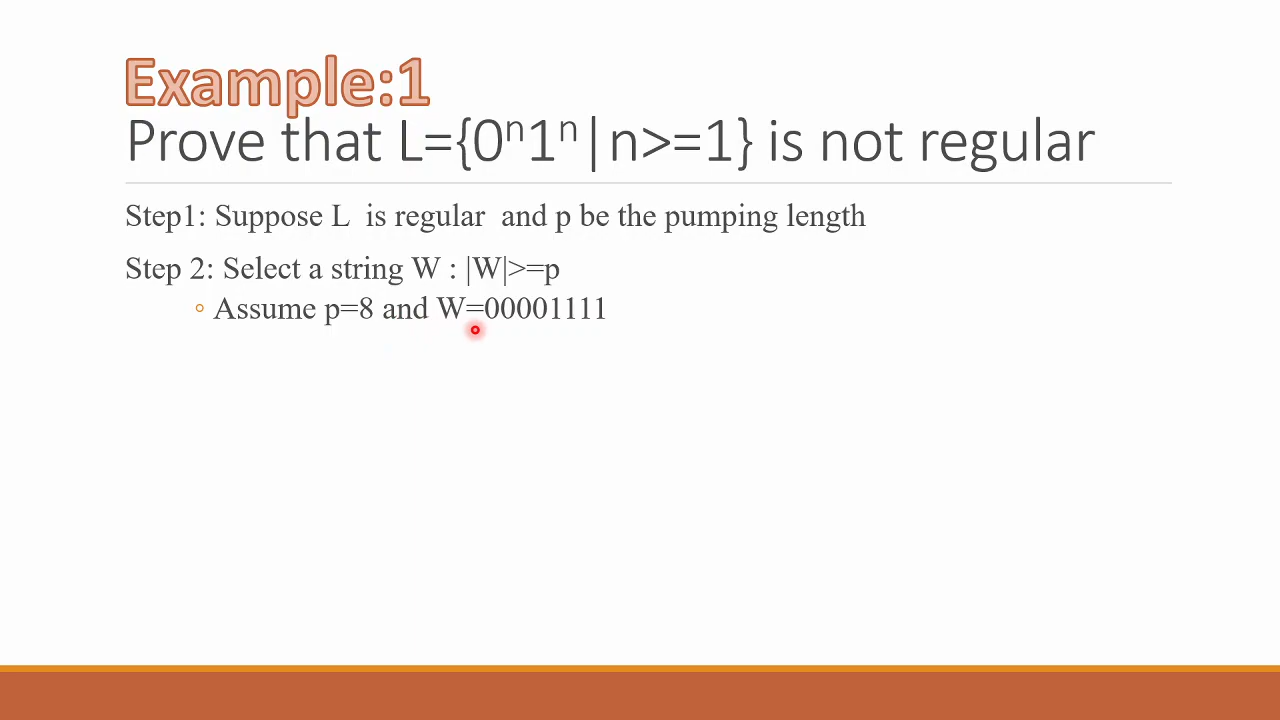 Example:1
Prove that L={0ⁿ1ⁿ|n>=1} is not regular
Step1: Suppose L is regular and p be the pumping length
Step 2: Select a string W : |W|>=p
◦ Assume p=8 and W=00001111